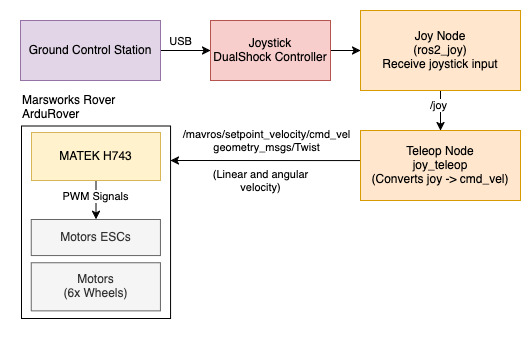 Ground Control Station
USB
Joystick
DualShock Controller
Joy Node
(ros2_joy)
Receive joystick input
/joy
Marsworks Rover
ArduRover
MATEK H743
PWM Signals
Motors ESCs
Motors
(6x Wheels)
/mavros/setpoint_velocity/cmd_vel
geometry_msgs/Twist
(Linear and angular
velocity)
Teleop Node
joy_teleop
(Converts joy -> cmd_vel)